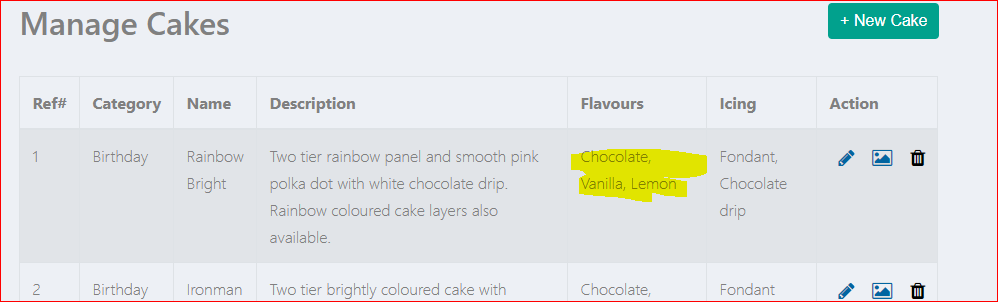 Manage Cakes
+ New Cake
Ref# Category Name Description Flavours Icing Action
1 Birthday Rainbow Two tier rainbow panel and smooth pink Chocolate, Fondant,
Bright polka dot with white chocolate drip. Vanilla, Lemon Chocolate
Rainbow coloured cake layers also drip
available.
2 Birthday Ironman Two tier brightly coloured cake with Chocolate, Fondant